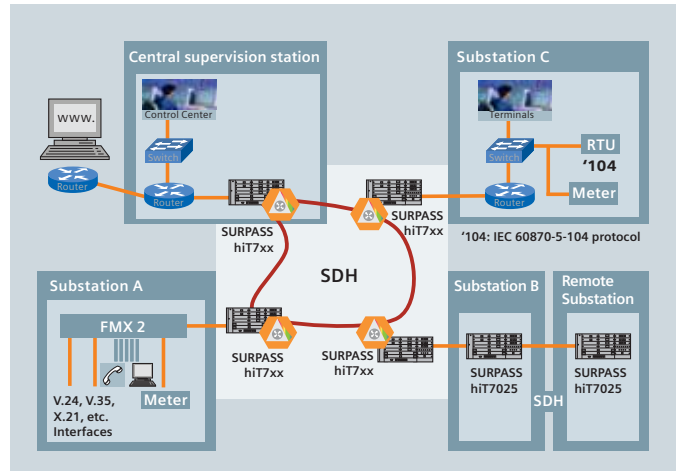 Central supervision station
Control Center
Switch
Router
www.
Router
SURPASS
hiT7xx
Substation C
Terminals
Switch
RTU
'104
Meter
Router
SURPASS
hiT7xx
'104: IEC 60870-5-104 protocol
SDH
Substation A
FMX 2
V.24, V.35,
X.21, etc.
Interfaces
Meter
SURPASS
hiT7xx
SURPASS
hiT7xx
Substation B
SURPASS
hiT7025
SDH
Remote
Substation
SURPASS
hiT7025